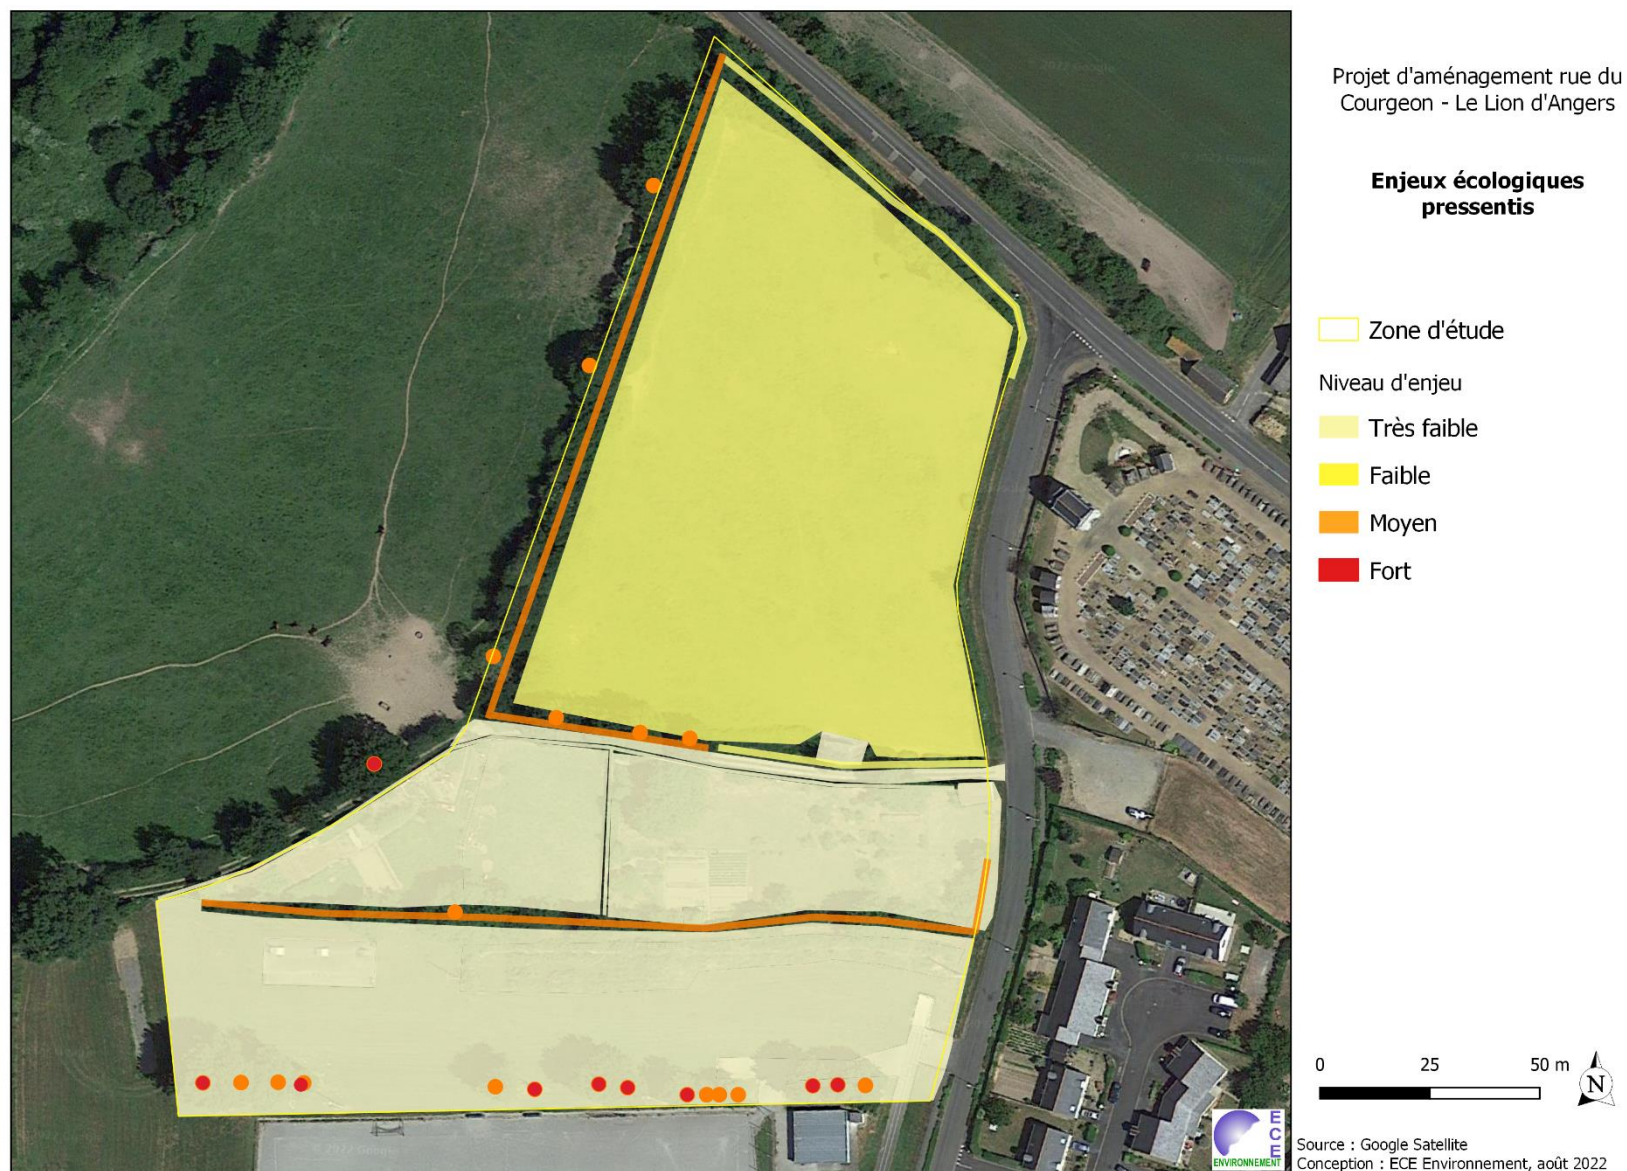 Projet d'aménagement rue du
Courgeon - Le Lion d'Angers
Enjeux écologiques
pressentis
Zone d'étude
Niveau d'enjeu
Très faible
Faible
Moyen
Fort
0 25 50 m
N
ECE
ENVIRONNEMENT
Source : Google Satellite
Conception : ECE Environnement, août 2022